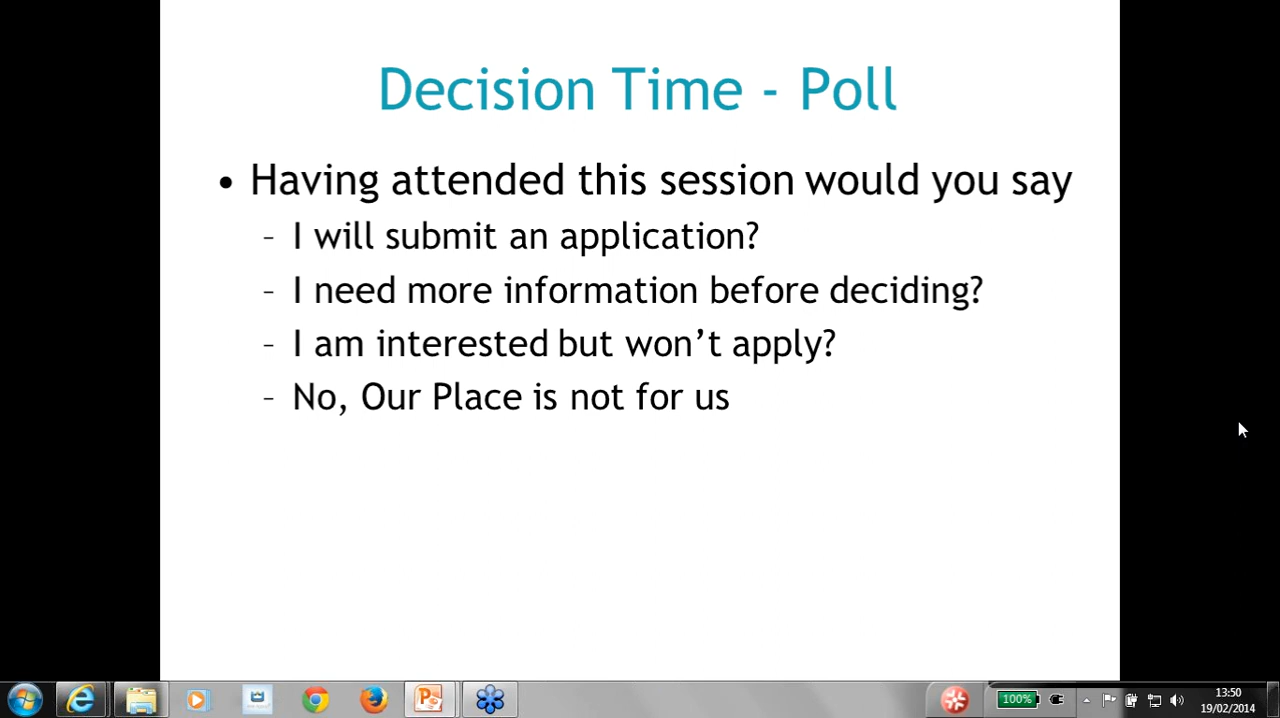 Decision Time - Poll
• Having attended this session would you say
– I will submit an application?
– I need more information before deciding?
– I am interested but won’t apply?
– No, Our Place is not for us
100%
13:50
19/02/2014